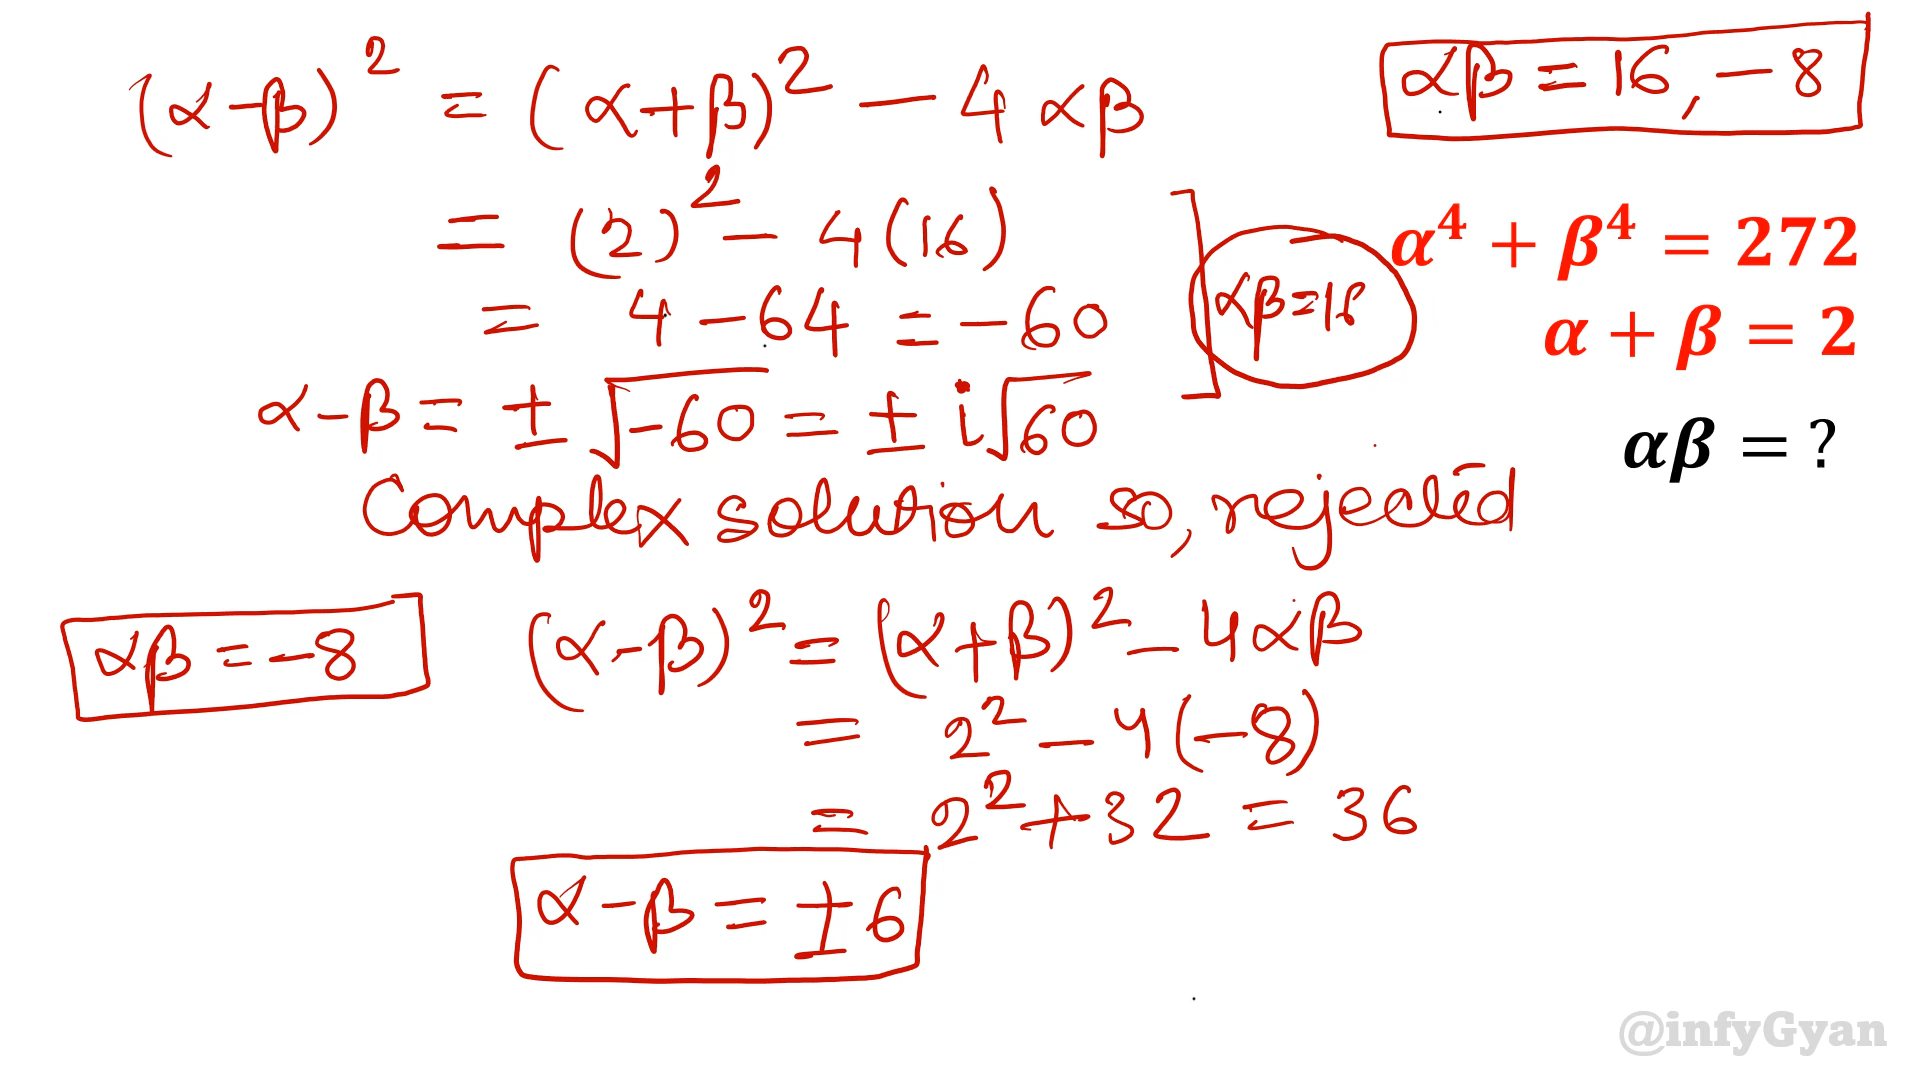 (α-β)² = (α+β)² - 4αβ
αβ = 16, -8
= (2)² - 4(16)
α⁴ + β⁴ = 272
= 4 - 64 = -60
αβ = 16
α + β = 2
α-β = ± √-60 = ± i√60
αβ = ?
Complex solution so, rejected
αβ = -8
(α-β)² = (α+β)² - 4αβ
= 2² - 4(-8)
= 2² + 32 = 36
α-β = ±6
@infyGyan